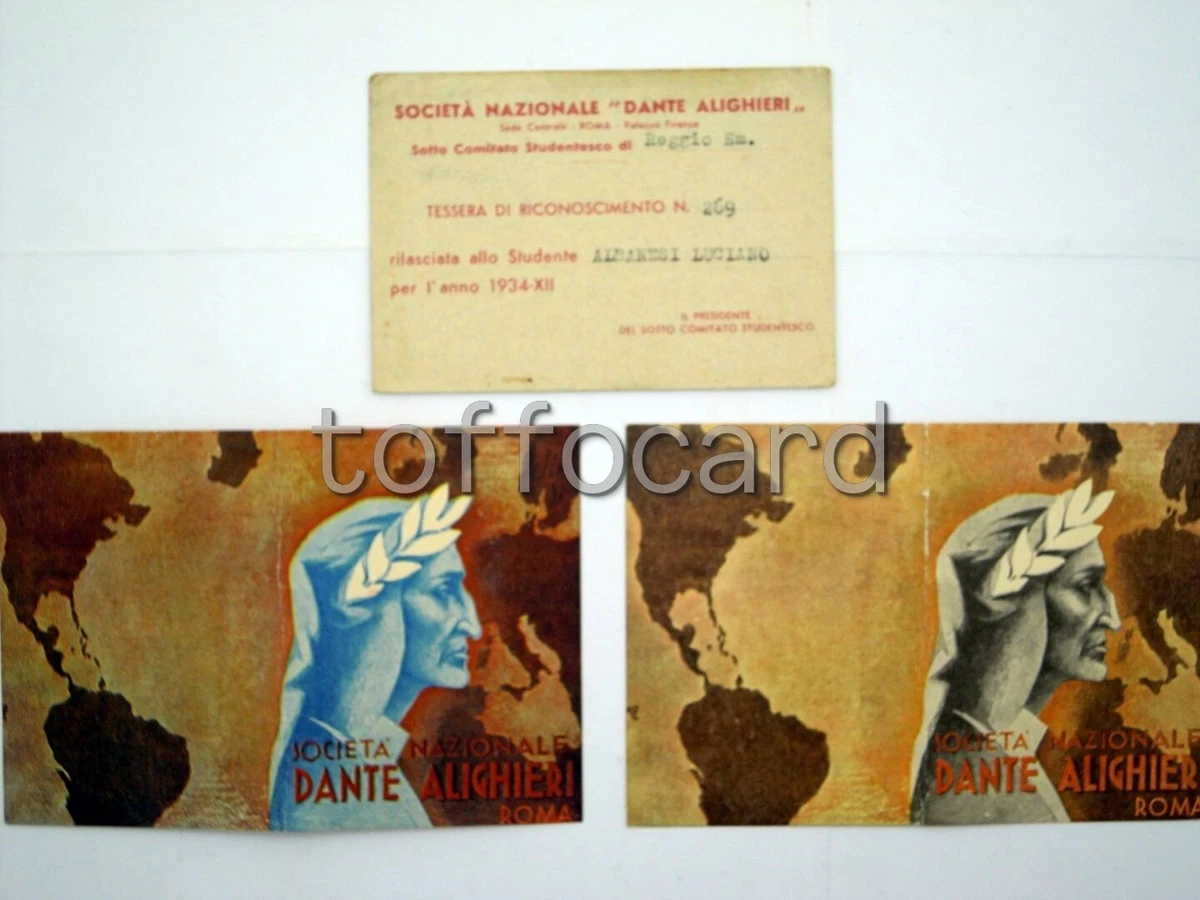 SOCIETÀ NAZIONALE "DANTE ALIGHIERI„
Sede Centrale - ROMA - Palazzo Firenze
Sotto Comitato Studentesco di Reggio Em.
TESSERA DI RICONOSCIMENTO N. 269
rilasciata allo Studente ALBANESI LUCIANO
per l'anno 1934-XII
IL PRESIDENTE
DEL SOTTO COMITATO STUDENTESCO
toffocard
SOCIETÀ NAZIONALE
DANTE ALIGHIERI
ROMA
SOCIETÀ NAZIONALE
DANTE ALIGHIER
ROMA